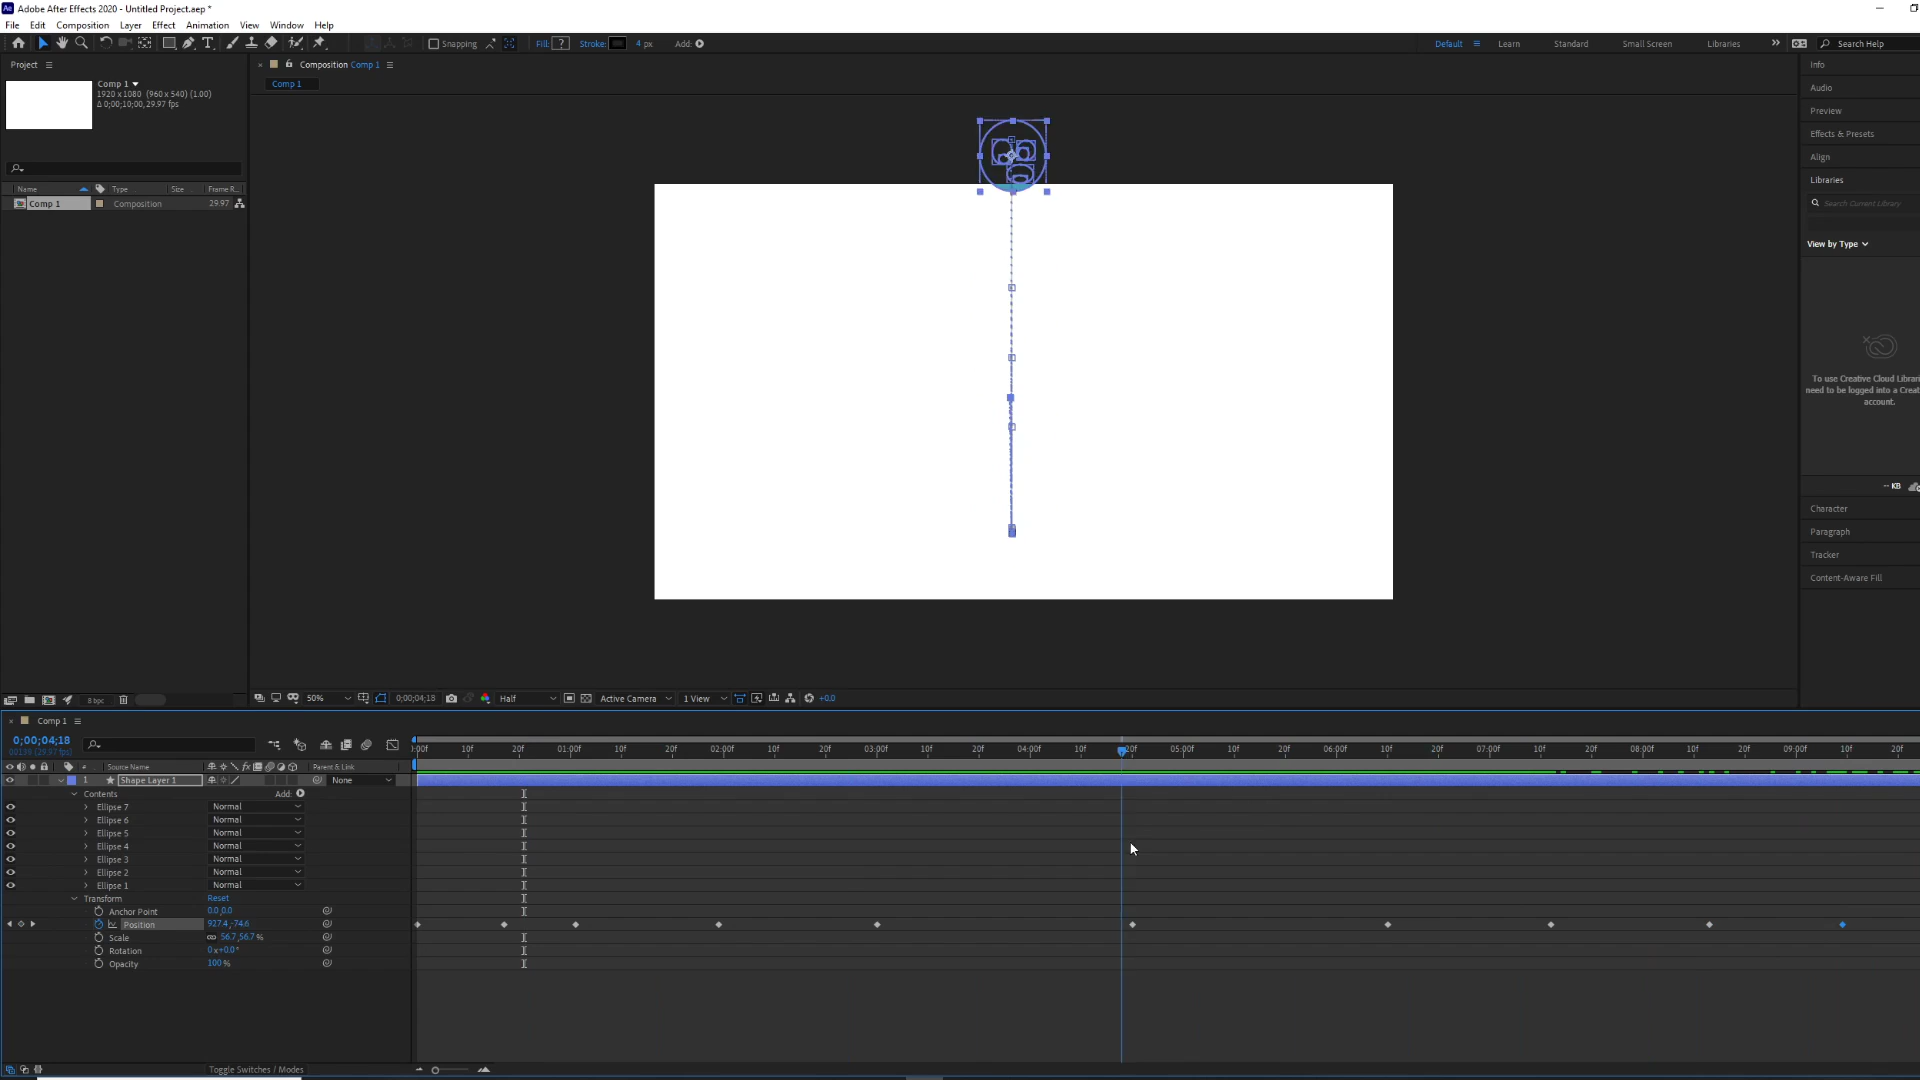 Adobe After Effects 2020 - Untitled Project.aep *
File Edit Composition Layer Effect Animation View Window Help
Snapping Fill: ? Stroke: 4 px Add: Default Learn Standard Small Screen Libraries » Search Help
Project
Composition Comp 1
Info
Comp 1
1920 x 1080 (960 x 540) (1.00)
Δ 0;00;10;00, 29.97 fps
Comp 1
Audio
Preview
Effects & Presets
Align
Libraries
Name Type Size Frame R...
Comp 1 Composition 29.97
Search Current Library
View by Type
To use Creative Cloud Librari
need to be logged into a Creat
account.
-- KB
Character
Paragraph
Tracker
Content-Aware Fill
8 bpc 50% 0;00;04;18 Half Active Camera 1 View +0.0
Comp 1
0;00;04;18
(29.97 fps)
:00f 10f 20f 01:00f 10f 20f 02:00f 10f 20f 03:00f 10f 20f 04:00f 10f 20f 05:00f 10f 20f 06:00f 10f 20f 07:00f 10f 20f 08:00f 10f 20f 09:00f 10f 20f
# Source Name Parent & Link
1 Shape Layer 1 None
Contents Add:
Ellipse 7 Normal
Ellipse 6 Normal
Ellipse 5 Normal
Ellipse 4 Normal
Ellipse 3 Normal
Ellipse 2 Normal
Ellipse 1 Normal
Transform Reset
Anchor Point 0.0,0.0
Position 927.4,-74.6
Scale 56.7,56.7 %
Rotation 0 x+0.0°
Opacity 100 %
Toggle Switches / Modes